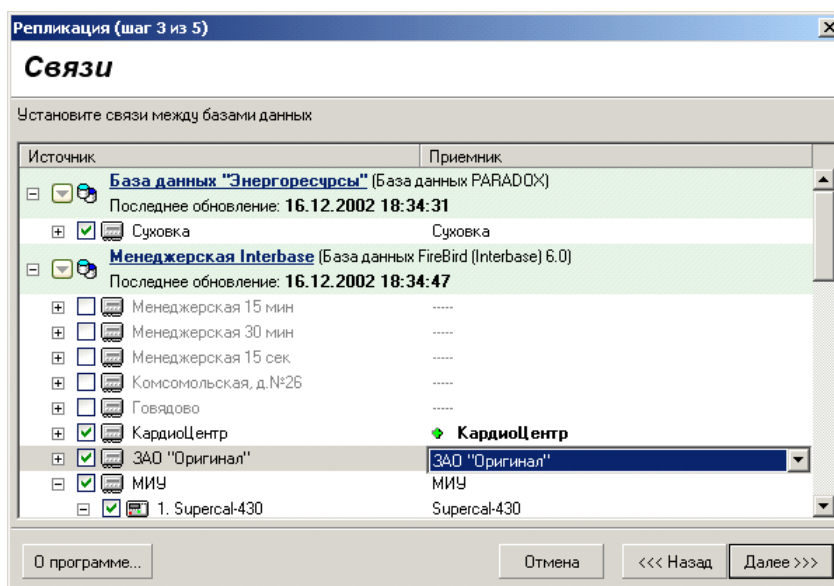 Репликация (шаг 3 из 5)
Связи
Установите связи между базами данных
Источник Приемник
База данных "Энергоресурсы" (База данных PARADOX)
Последнее обновление: 16.12.2002 18:34:31
Суховка Суховка
Менеджерская Interbase (База данных FireBird (Interbase) 6.0)
Последнее обновление: 16.12.2002 18:34:47
Менеджерская 15 мин -----
Менеджерская 30 мин -----
Менеджерская 15 сек -----
Комсомольская, д.№26 -----
Говядово -----
КардиоЦентр КардиоЦентр
ЗАО "Оригинал" ЗАО "Оригинал"
МИУ МИУ
1. Supercal-430 Supercal-430
О программе... Отмена <<< Назад Далее >>>